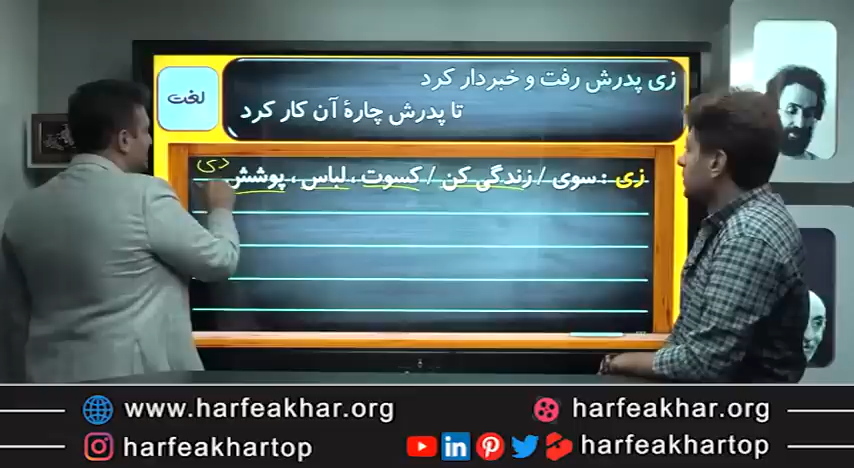 زی پدرش رفت و خبردار کرد
تا پدرش چارهٔ آن کار کرد
لغت
زی : سوی / زندگی کن / کسوت ، لباس ، پوشش
www.harfeakhar.org
harfeakhar.org
harfeakhartop
harfeakhartop